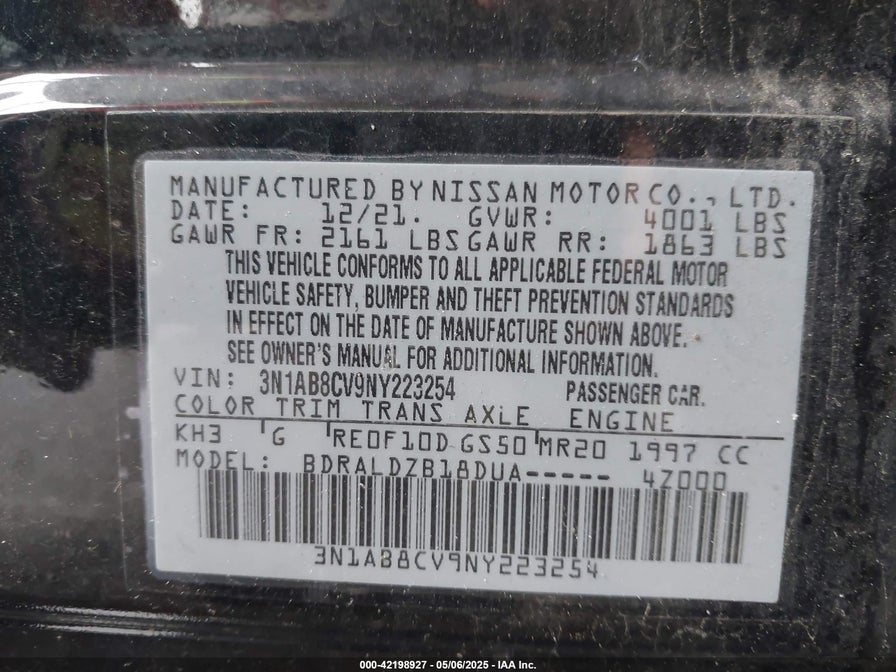 MANUFACTURED BY NISSAN MOTOR CO., LTD.
DATE: 12/21. GVWR: 4001 LBS
GAWR FR: 2161 LBS GAWR RR: 1863 LBS
THIS VEHICLE CONFORMS TO ALL APPLICABLE FEDERAL MOTOR
VEHICLE SAFETY, BUMPER AND THEFT PREVENTION STANDARDS
IN EFFECT ON THE DATE OF MANUFACTURE SHOWN ABOVE.
SEE OWNER'S MANUAL FOR ADDITIONAL INFORMATION.
VIN: 3N1AB8CV9NY223254 PASSENGER CAR.
COLOR TRIM TRANS AXLE ENGINE
KH3 G RE0F10D GS50 MR20 1997 CC
MODEL: BDRALDZB18DUA----- 4Z000
3N1AB8CV9NY223254
000-42198927 - 05/06/2025 - IAA Inc.